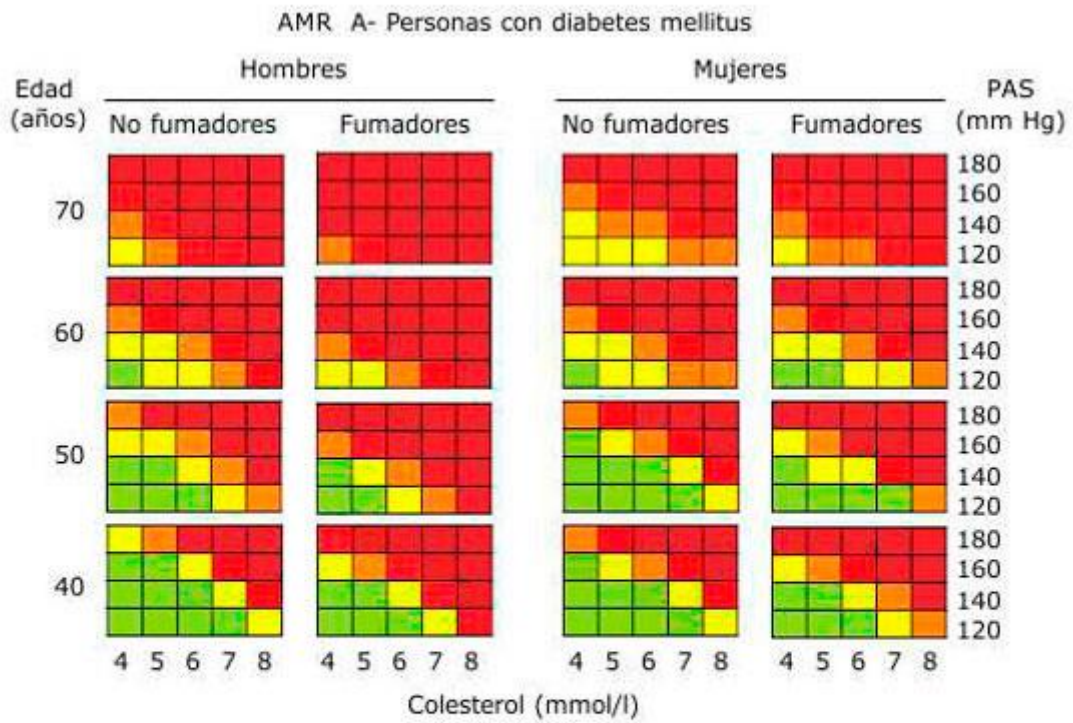 AMR A- Personas con diabetes mellitus
Hombres Mujeres
Edad
(años)
PAS
(mm Hg)
No fumadores Fumadores No fumadores Fumadores
70
180
160
140
120
60
180
160
140
120
50
180
160
140
120
40
180
160
140
120
4 5 6 7 8 4 5 6 7 8 4 5 6 7 8 4 5 6 7 8
Colesterol (mmol/l)